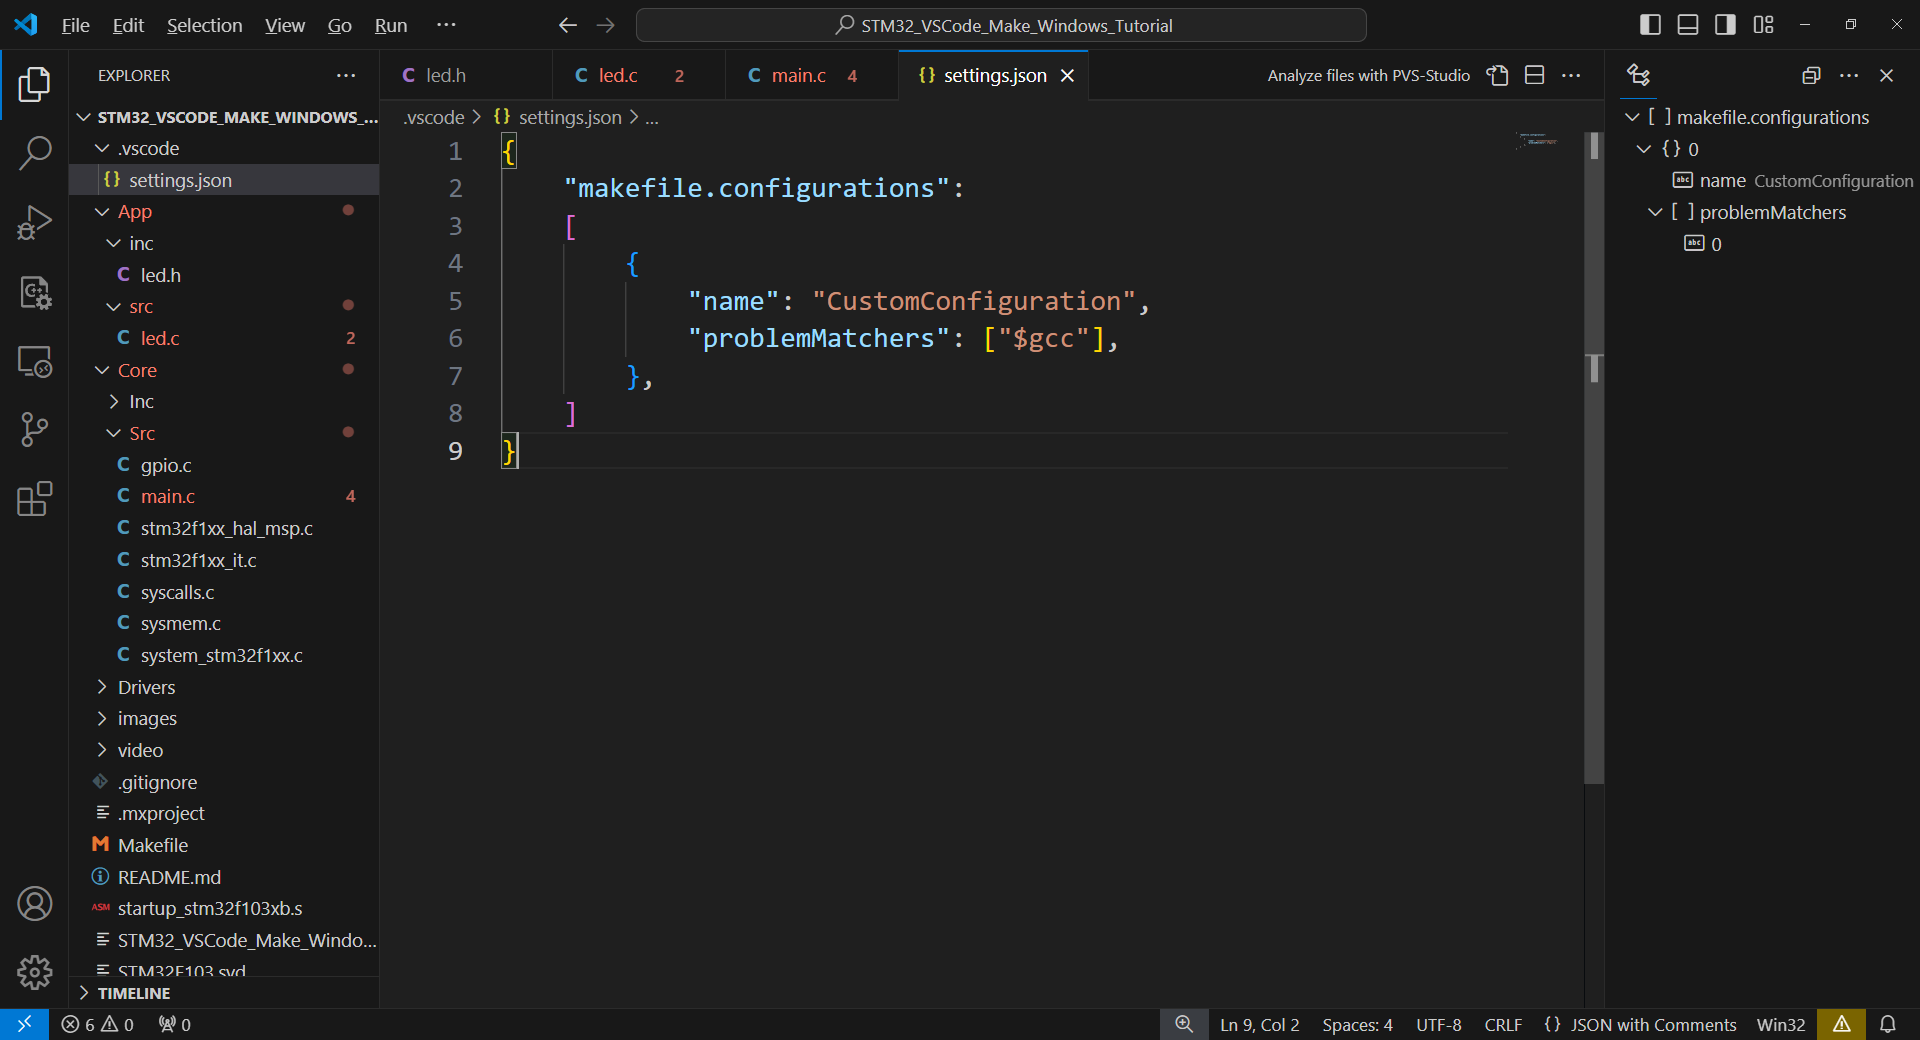 File Edit Selection View Go Run ···
STM32_VSCode_Make_Windows_Tutorial
EXPLORER
STM32_VSCODE_MAKE_WINDOWS_...
.vscode
{} settings.json
App
inc
C led.h
src
C led.c 2
Core
Inc
Src
C gpio.c
C main.c 4
C stm32f1xx_hal_msp.c
C stm32f1xx_it.c
C syscalls.c
C sysmem.c
C system_stm32f1xx.c
Drivers
images
video
.gitignore
.mxproject
M Makefile
README.md
ASM startup_stm32f103xb.s
STM32_VSCode_Make_Windo...
STM32F103.svd
TIMELINE
C led.h
C led.c 2
C main.c 4
{} settings.json
Analyze files with PVS-Studio
.vscode > {} settings.json > ...
1 {
2 "makefile.configurations":
3 [
4 {
5 "name": "CustomConfiguration",
6 "problemMatchers": ["$gcc"],
7 },
8 ]
9 }
[ ] makefile.configurations
{} 0
abc name CustomConfiguration
[ ] problemMatchers
abc 0
6 0 0
Ln 9, Col 2 Spaces: 4 UTF-8 CRLF {} JSON with Comments Win32